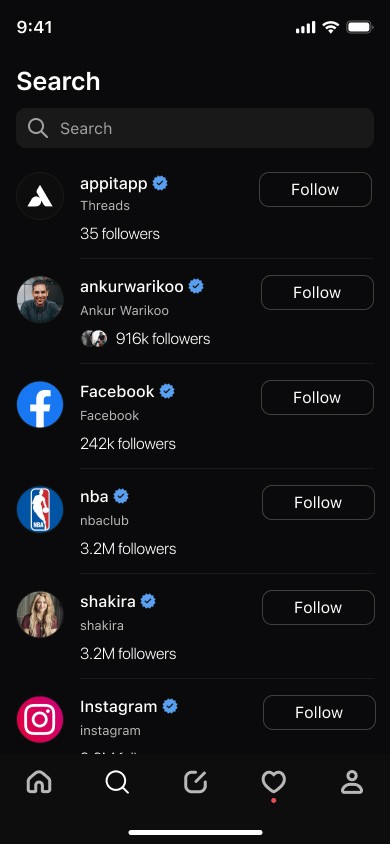 9:41
Search
Search
appitapp
Follow
Threads
35 followers
ankurwarikoo
Follow
Ankur Warikoo
916k followers
Facebook
Follow
Facebook
242k followers
nba
Follow
NBA
nbaclub
3.2M followers
shakira
Follow
shakira
3.2M followers
Instagram
Follow
instagram